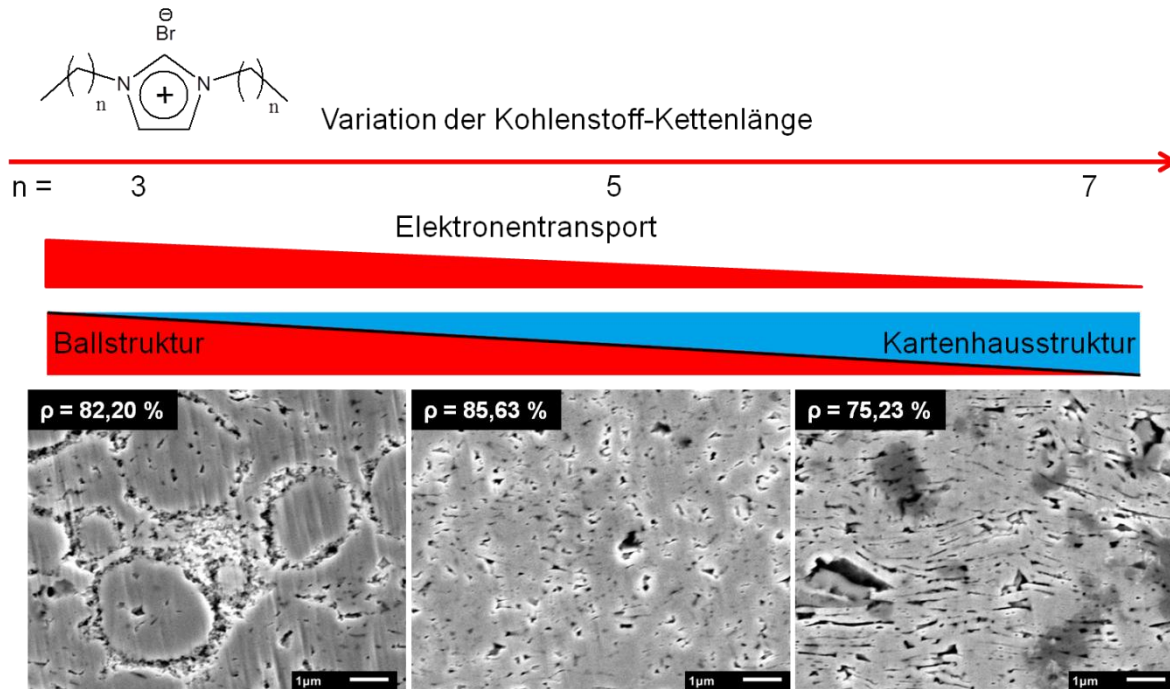 ⊖
Br
N + N
n n
Variation der Kohlenstoff-Kettenlänge
n = 3 5 7
Elektronentransport
Ballstruktur Kartenhausstruktur
ρ = 82,20 % ρ = 85,63 % ρ = 75,23 %
1µm 1µm 1µm